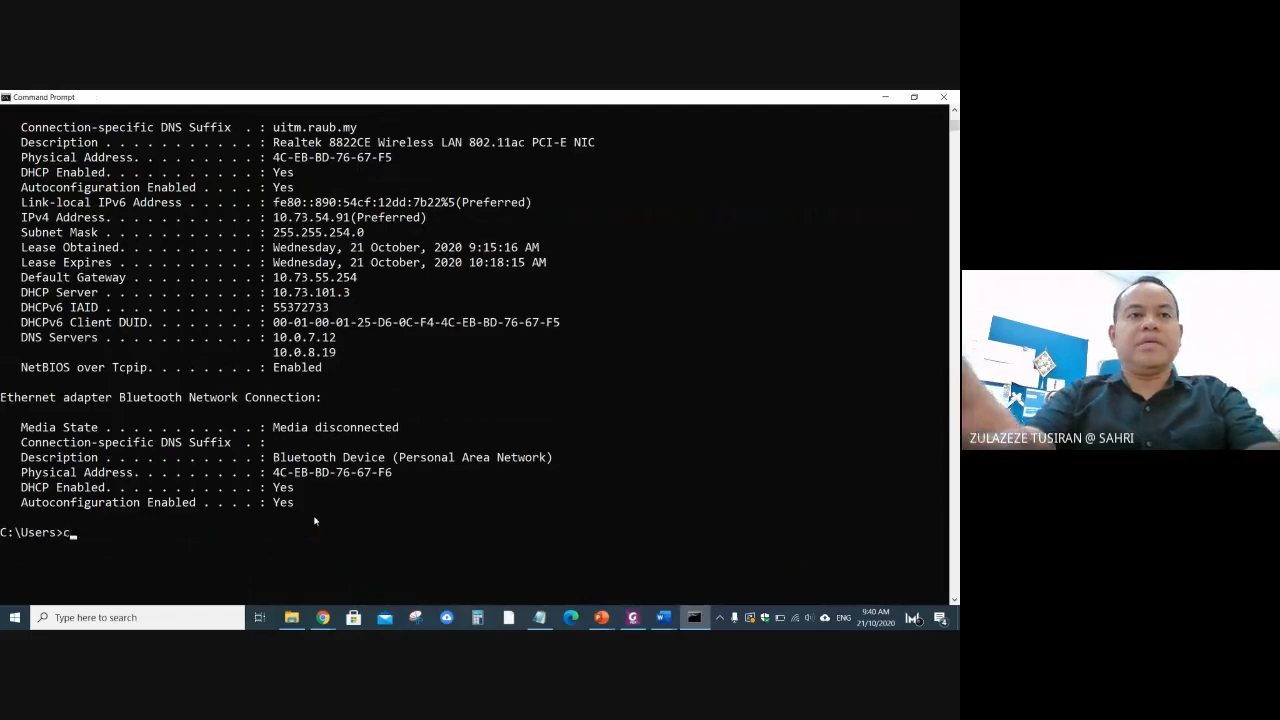 Command Prompt
Connection-specific DNS Suffix . : uitm.raub.my
Description . . . . . . . . . . . : Realtek 8822CE Wireless LAN 802.11ac PCI-E NIC
Physical Address. . . . . . . . . : 4C-EB-BD-76-67-F5
DHCP Enabled. . . . . . . . . . . : Yes
Autoconfiguration Enabled . . . . : Yes
Link-local IPv6 Address . . . . . : fe80::890:54cf:12dd:7b22%5(Preferred)
IPv4 Address. . . . . . . . . . . : 10.73.54.91(Preferred)
Subnet Mask . . . . . . . . . . . : 255.255.254.0
Lease Obtained. . . . . . . . . . : Wednesday, 21 October, 2020 9:15:16 AM
Lease Expires . . . . . . . . . . : Wednesday, 21 October, 2020 10:18:15 AM
Default Gateway . . . . . . . . . : 10.73.55.254
DHCP Server . . . . . . . . . . . : 10.73.101.3
DHCPv6 IAID . . . . . . . . . . . : 55372733
DHCPv6 Client DUID. . . . . . . . : 00-01-00-01-25-D6-0C-F4-4C-EB-BD-76-67-F5
DNS Servers . . . . . . . . . . . : 10.0.7.12
10.0.8.19
NetBIOS over Tcpip. . . . . . . . : Enabled
Ethernet adapter Bluetooth Network Connection:
Media State . . . . . . . . . . . : Media disconnected
Connection-specific DNS Suffix . :
Description . . . . . . . . . . . : Bluetooth Device (Personal Area Network)
Physical Address. . . . . . . . . : 4C-EB-BD-76-67-F6
DHCP Enabled. . . . . . . . . . . : Yes
Autoconfiguration Enabled . . . . : Yes
C:\Users>c_
ZULAZEZE TUSIRAN @ SAHRI
Type here to search
ENG
9:40 AM
21/10/2020